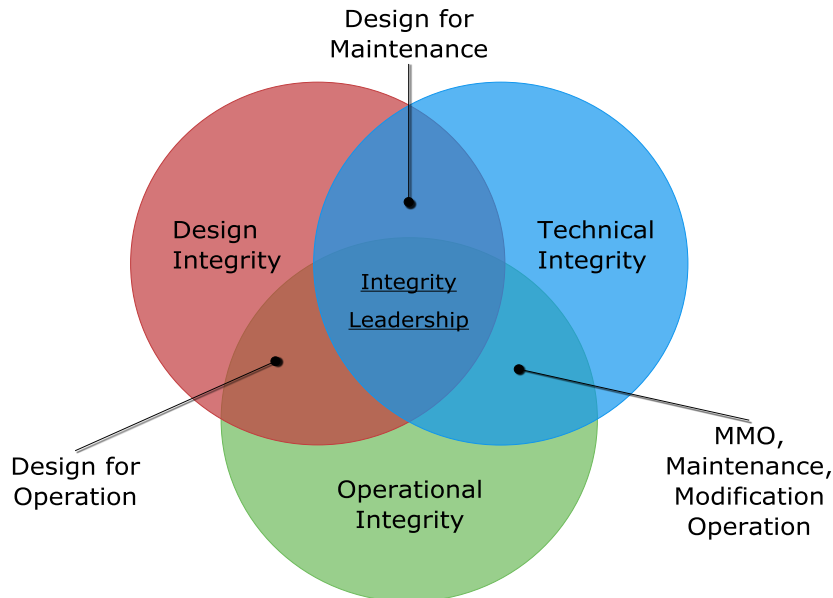 Design for
Maintenance
Design
Integrity
Technical
Integrity
Integrity
Leadership
Design for
Operation
MMO,
Maintenance,
Modification
Operation
Operational
Integrity